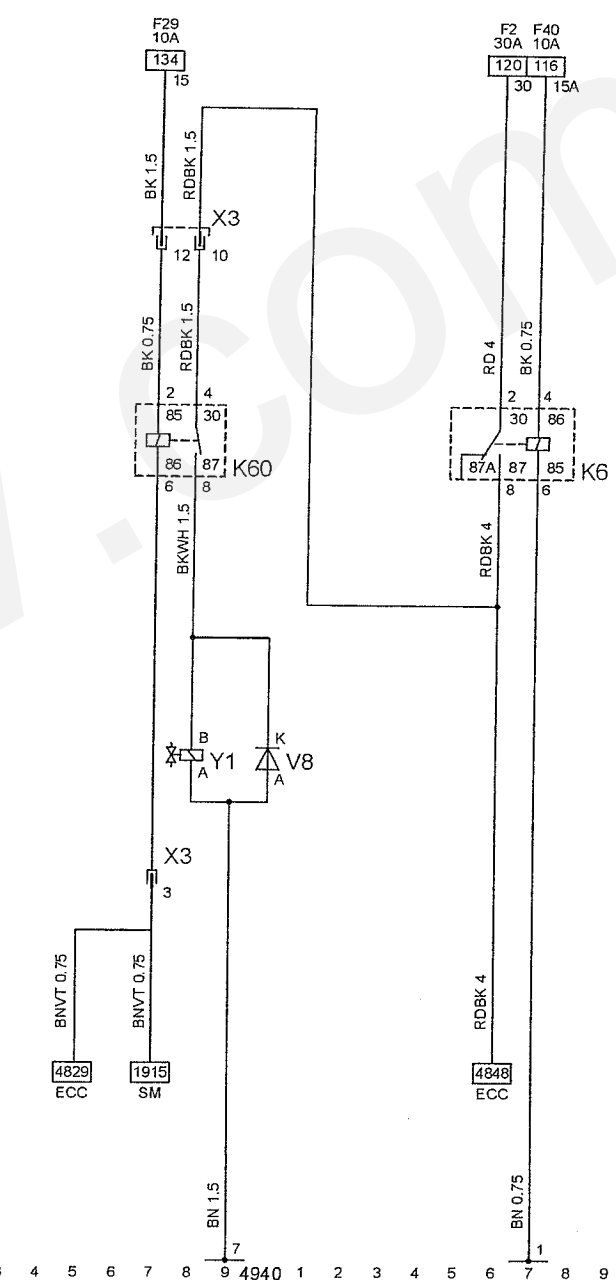 F29
10A
134
15
F2 F40
30A 10A
120 116
30 15A
BK 1.5
RDBK 1.5
X3
12 10
BK 0.75
RDBK 1.5
RD 4
BK 0.75
2 4
85 30
86 87
K60
6 8
2 4
30 86
87A 87 85
K6
8 6
BKWH 1.5
RDBK 4
B
Y1
A
K
V8
A
X3
3
BNVT 0.75
BNVT 0.75
RDBK 4
4829
ECC
1915
SM
4848
ECC
BN 1.5
BN 0.75
7
1
4 5 6 7 8 9 4940 1 2 3 4 5 6 7 8 9